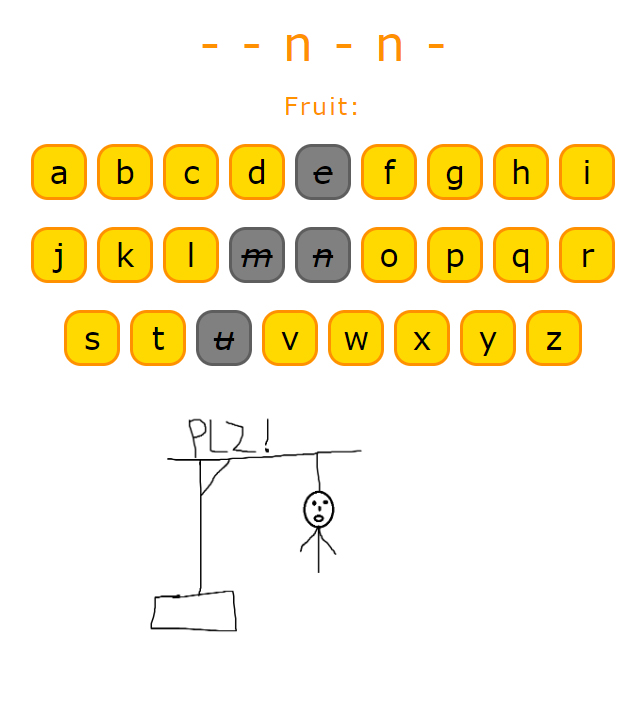 - - n - n -
Fruit:
a b c d e f g h i
j k l m n o p q r
s t u v w x y z
PLZ!